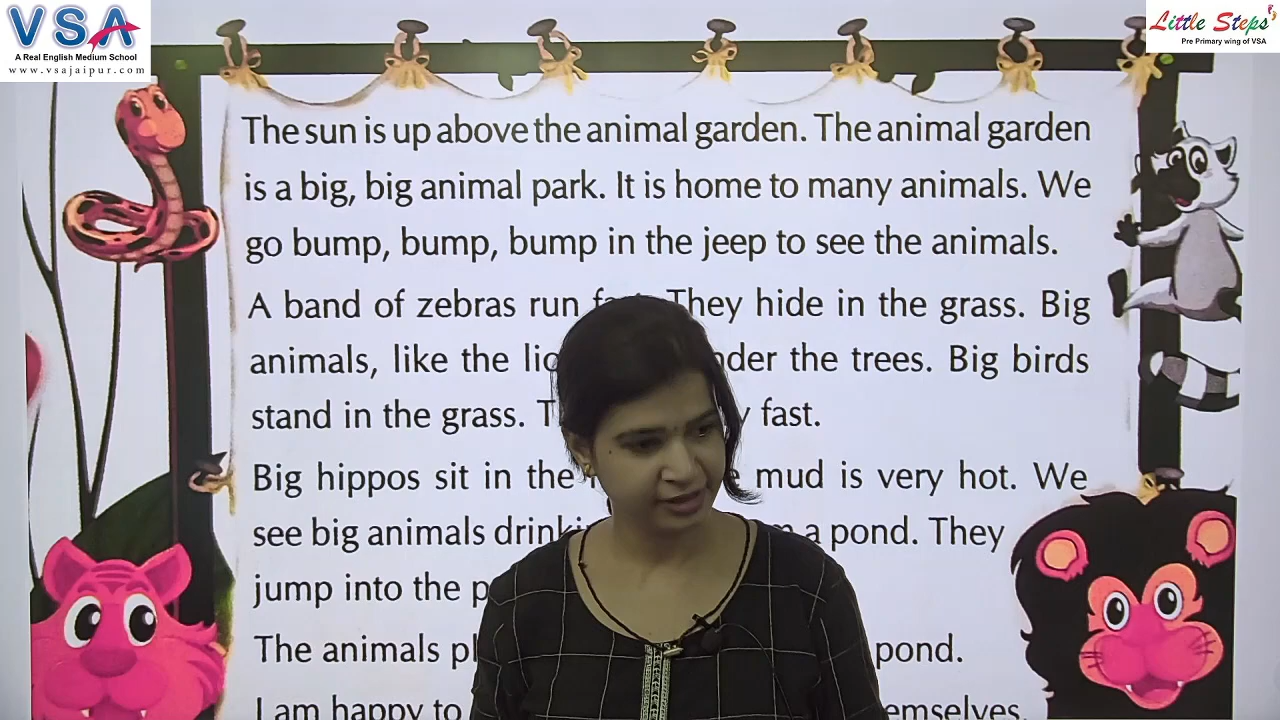 VSA
A Real English Medium School
www.vsajaipur.com
Little Steps
Pre Primary wing of VSA
The sun is up above the animal garden. The animal garden
is a big, big animal park. It is home to many animals. We
go bump, bump, bump in the jeep to see the animals.
A band of zebras run They hide in the grass. Big
animals, like the the trees. Big birds
stand in the grass. fast.
Big hippos sit in the mud is very hot. We
see big animals a pond. They
jump into the
The animals pond.
I am happy to